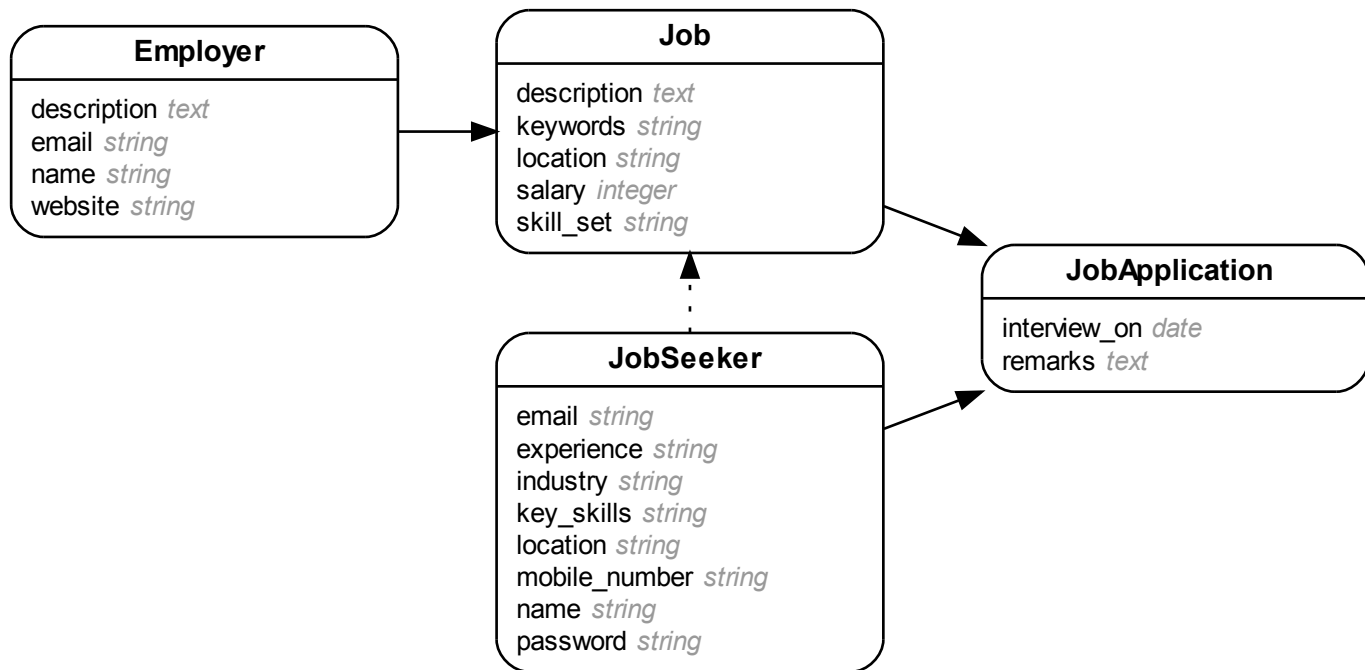 Employer
description text
email string
name string
website string
Job
description text
keywords string
location string
salary integer
skill_set string
JobSeeker
email string
experience string
industry string
key_skills string
location string
mobile_number string
name string
password string
JobApplication
interview_on date
remarks text